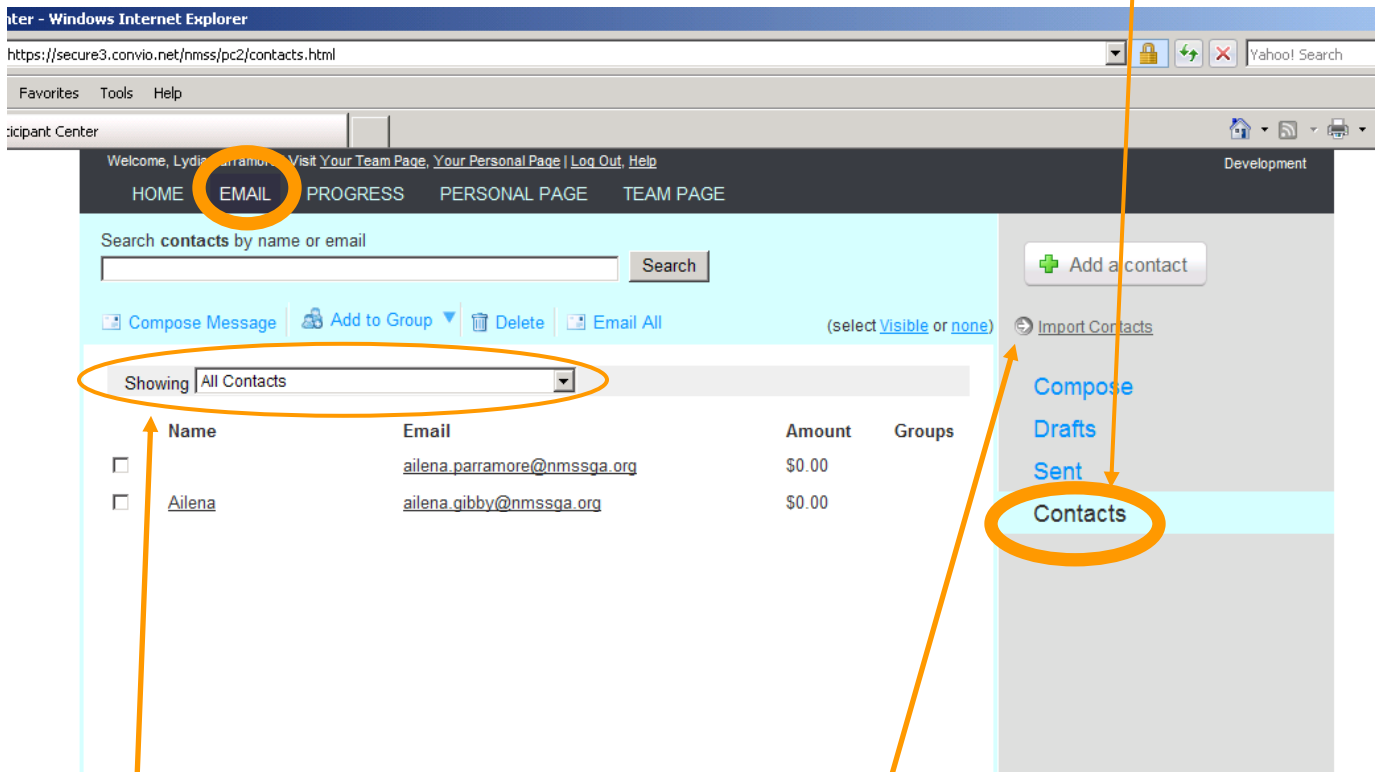 nter - Windows Internet Explorer
https://secure3.convio.net/nmss/pc2/contacts.html
Yahoo! Search
Favorites Tools Help
ticipant Center
Welcome, Lydia Visit Your Team Page, Your Personal Page | Log Out, Help
Development
HOME EMAIL PROGRESS PERSONAL PAGE TEAM PAGE
Search contacts by name or email
Search
Add a contact
Compose Message Add to Group Delete Email All (select Visible or none)
Import Contacts
Showing All Contacts
Compose
Name Email Amount Groups
Drafts
ailena.parramore@nmssga.org $0.00
Sent
Ailena ailena.gibby@nmssga.org $0.00
Contacts